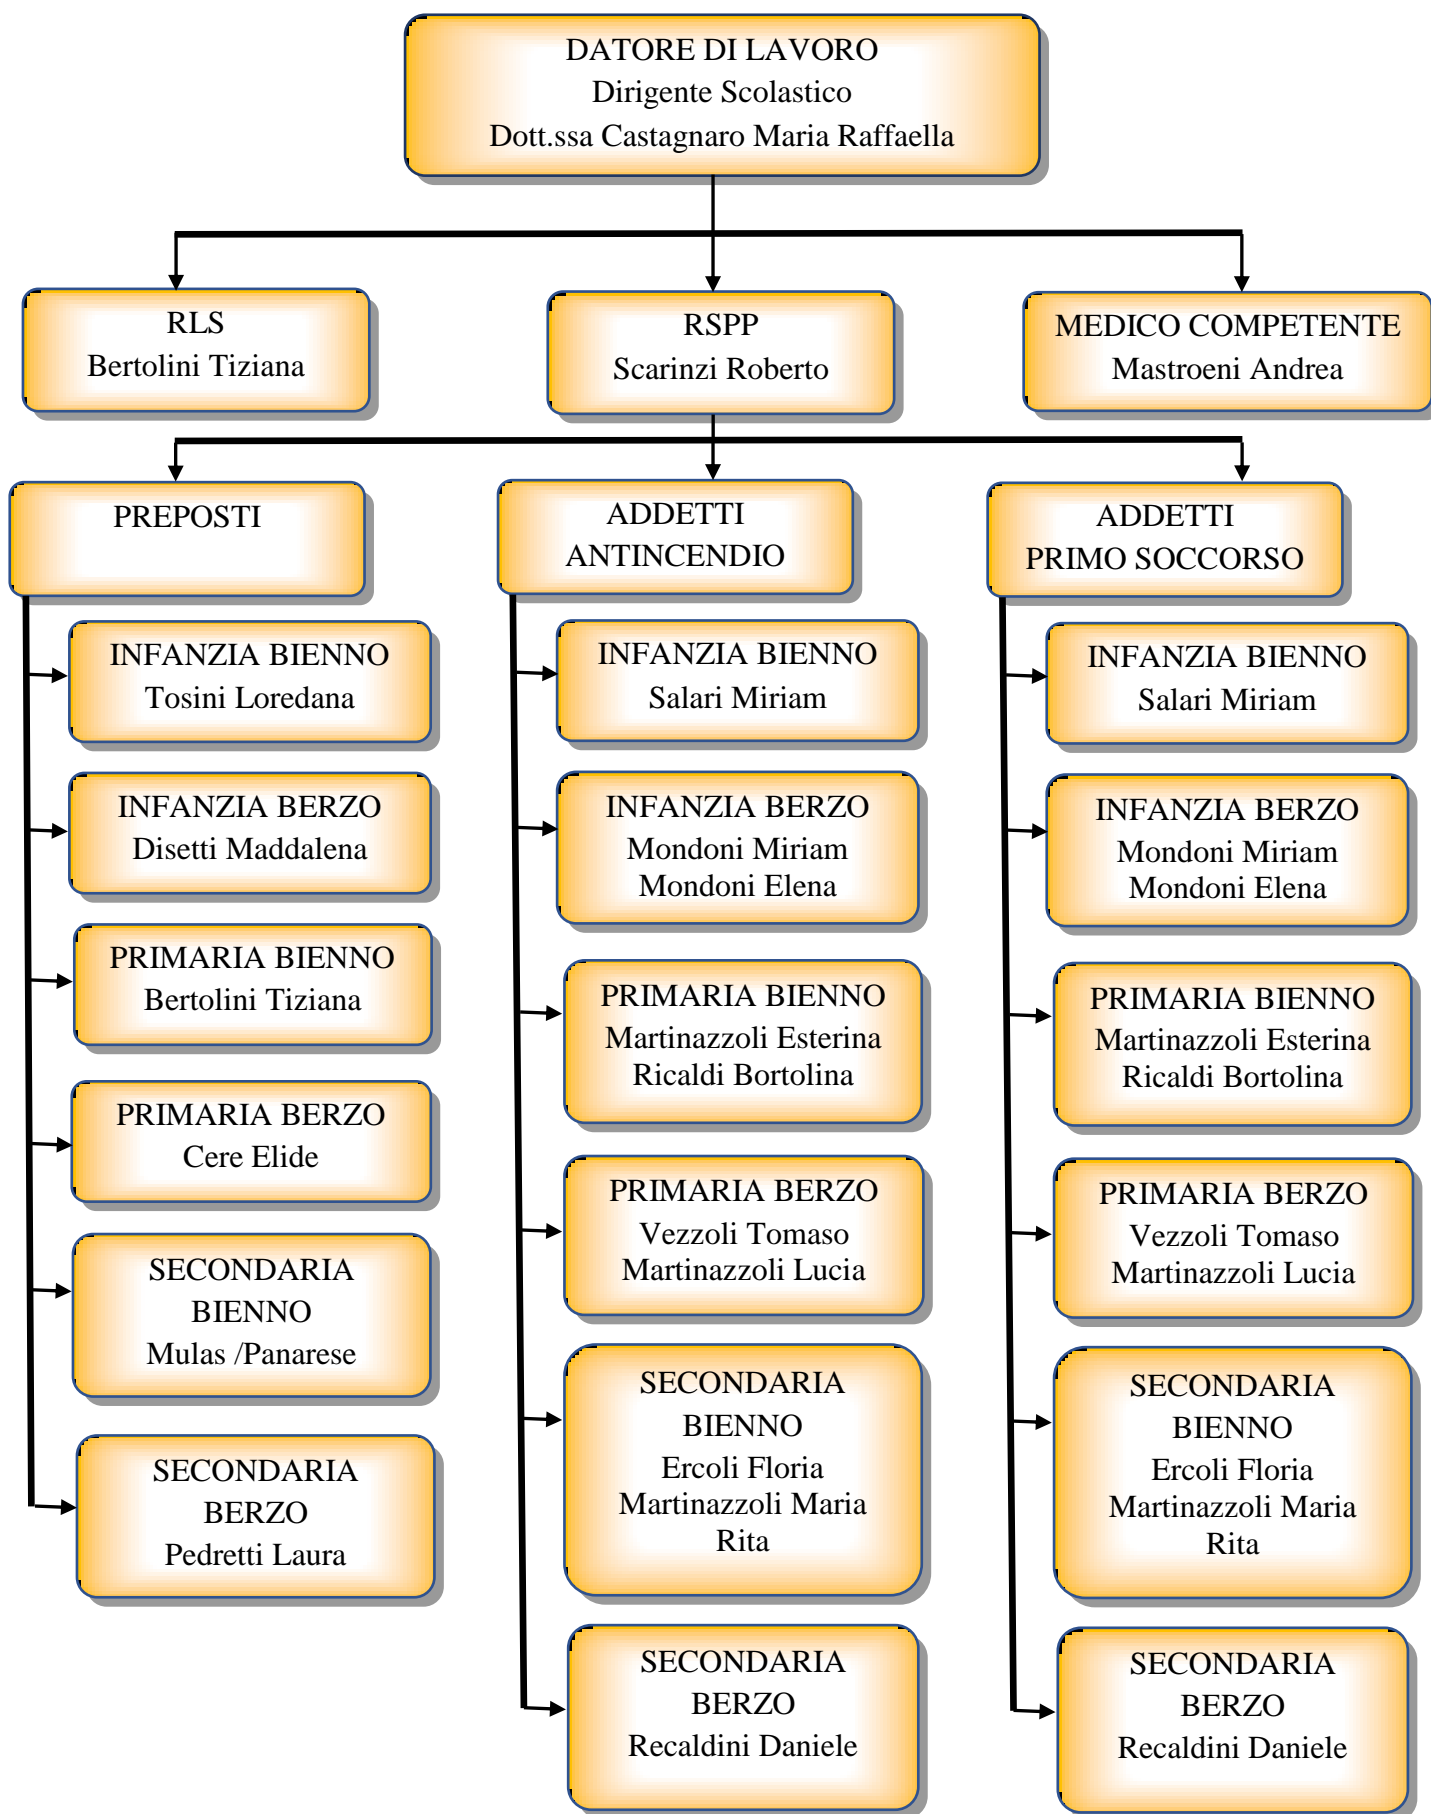 DATORE DI LAVORO
Dirigente Scolastico
Dott.ssa Castagnaro Maria Raffaella
RLS
Bertolini Tiziana
RSPP
Scarinzi Roberto
MEDICO COMPETENTE
Mastroeni Andrea
PREPOSTI
INFANZIA BIENNO
Tosini Loredana
INFANZIA BERZO
Disetti Maddalena
PRIMARIA BIENNO
Bertolini Tiziana
PRIMARIA BERZO
Cere Elide
SECONDARIA
BIENNO
Mulas /Panarese
SECONDARIA
BERZO
Pedretti Laura
ADDETTI
ANTINCENDIO
INFANZIA BIENNO
Salari Miriam
INFANZIA BERZO
Mondoni Miriam
Mondoni Elena
PRIMARIA BIENNO
Martinazzoli Esterina
Ricaldi Bortolina
PRIMARIA BERZO
Vezzoli Tomaso
Martinazzoli Lucia
SECONDARIA
BIENNO
Ercoli Floria
Martinazzoli Maria
Rita
SECONDARIA
BERZO
Recaldini Daniele
ADDETTI
PRIMO SOCCORSO
INFANZIA BIENNO
Salari Miriam
INFANZIA BERZO
Mondoni Miriam
Mondoni Elena
PRIMARIA BIENNO
Martinazzoli Esterina
Ricaldi Bortolina
PRIMARIA BERZO
Vezzoli Tomaso
Martinazzoli Lucia
SECONDARIA
BIENNO
Ercoli Floria
Martinazzoli Maria
Rita
SECONDARIA
BERZO
Recaldini Daniele